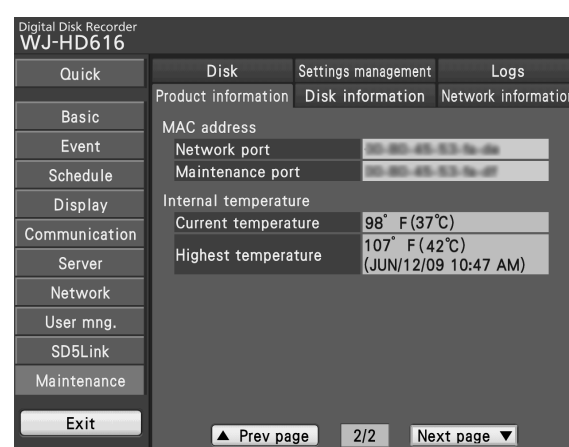 Digital Disk Recorder
WJ-HD616
Quick
Basic
Event
Schedule
Display
Communication
Server
Network
User mng.
SD5Link
Maintenance
Exit
Disk
Settings management
Logs
Product information
Disk information
Network informatio
MAC address
Network port
Maintenance port
Internal temperature
Current temperature
98° F(37℃)
Highest temperature
107° F(42℃)
(JUN/12/09 10:47 AM)
▲ Prev page
2/2
Next page ▼